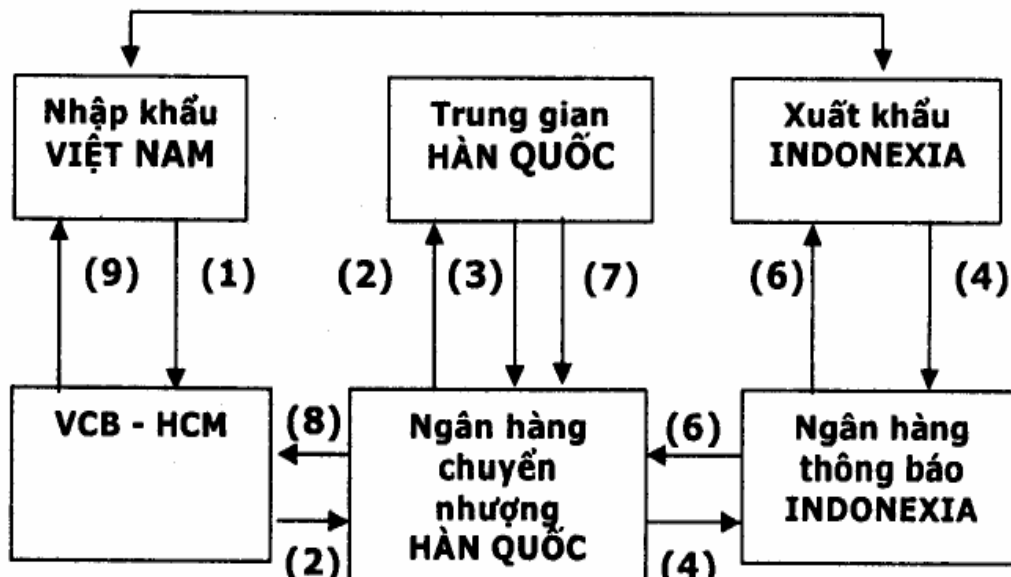 Nhập khẩu
VIỆT NAM
Trung gian
HÀN QUỐC
Xuất khẩu
INDONEXIA
(9)
(1)
(2)
(3)
(7)
(6)
(4)
VCB - HCM
(8)
(2)
Ngân hàng
chuyển
nhượng
HÀN QUỐC
(6)
(4)
Ngân hàng
thông báo
INDONEXIA